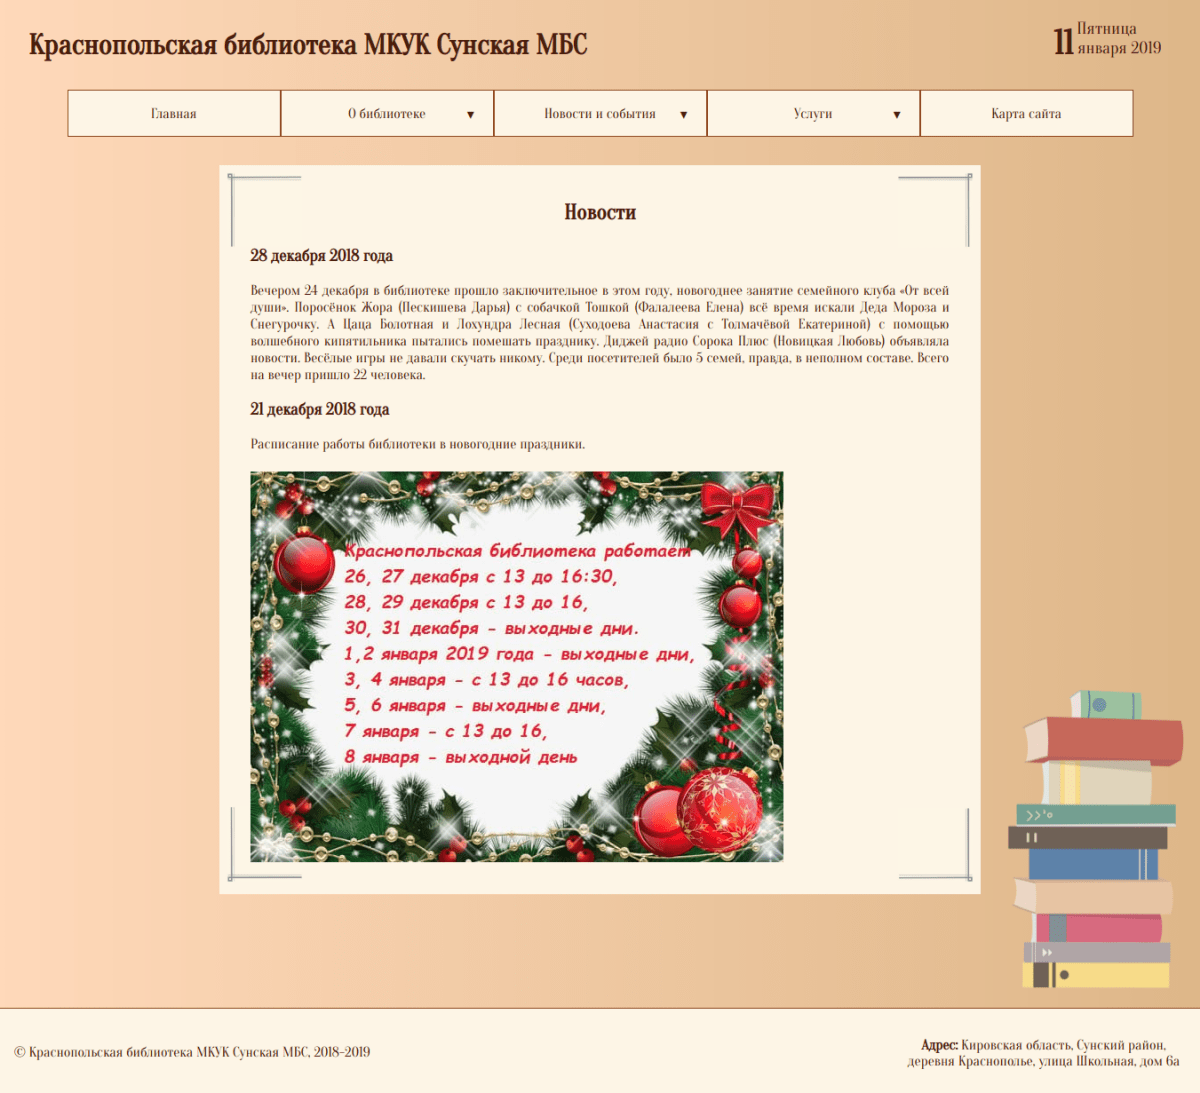 Краснопольская библиотека МКУК Сунская МБС
11 Пятница
января 2019
Главная
О библиотеке ▼
Новости и события ▼
Услуги ▼
Карта сайта
Новости
28 декабря 2018 года
Вечером 24 декабря в библиотеке прошло заключительное в этом году, новогоднее занятие семейного клуба «От всей
души». Поросёнок Жора (Пескишева Дарья) с собачкой Тошкой (Фалалеева Елена) всё время искали Деда Мороза и
Снегурочку. А Цаца Болотная и Лохундра Лесная (Суходоева Анастасия с Толмачёвой Екатериной) с помощью
волшебного кипятильника пытались помешать празднику. Диджей радио Сорока Плюс (Новицкая Любовь) объявляла
новости. Весёлые игры не давали скучать никому. Среди посетителей было 5 семей, правда, в неполном составе. Всего
на вечер пришло 22 человека.
21 декабря 2018 года
Расписание работы библиотеки в новогодние праздники.
Краснопольская библиотека работает
26, 27 декабря с 13 до 16:30,
28, 29 декабря с 13 до 16,
30, 31 декабря - выходные дни.
1,2 января 2019 года - выходные дни,
3, 4 января - с 13 до 16 часов,
5, 6 января - выходные дни,
7 января - с 13 до 16,
8 января - выходной день
© Краснопольская библиотека МКУК Сунская МБС, 2018-2019
Адрес: Кировская область, Сунский район,
деревня Краснополье, улица Школьная, дом 6а